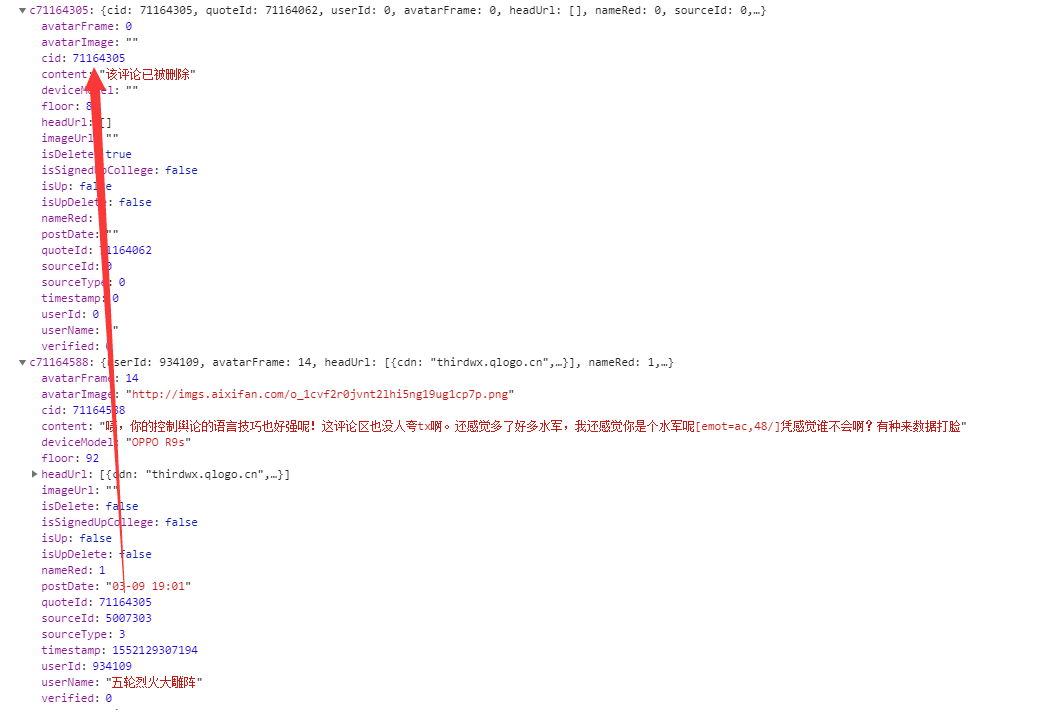 c71164305: {cid: 71164305, quoteId: 71164062, userId: 0, avatarFrame: 0, headUrl: [], nameRed: 0, sourceId: 0,…}
avatarFrame: 0
avatarImage: ""
cid: 71164305
content: "该评论已被删除"
deviceModel: ""
floor: 8
headUrl: []
imageUrl: ""
isDelete: true
isSignedUpCollege: false
isUp: false
isUpDelete: false
nameRed:
postDate: ""
quoteId: 71164062
sourceId: 0
sourceType: 0
timestamp: 0
userId: 0
userName: ""
verified: 0
c71164588: {userId: 934109, avatarFrame: 14, headUrl: [{cdn: "thirdwx.qlogo.cn",…}], nameRed: 1,…}
avatarFrame: 14
avatarImage: "http://imgs.aixifan.com/o_1cvf2r0jvnt2lhi5ng19ug1cp7p.png"
cid: 71164588
content: "嘻，你的控制舆论的语言技巧也好强呢！这评论区也没人夸tx啊。还感觉多了好多水军，我还感觉你是个水军呢[emot=ac,48/]凭感觉谁不会啊？有种来数据打脸"
deviceModel: "OPPO R9s"
floor: 92
headUrl: [{cdn: "thirdwx.qlogo.cn",…}]
imageUrl: ""
isDelete: false
isSignedUpCollege: false
isUp: false
isUpDelete: false
nameRed: 1
postDate: "03-09 19:01"
quoteId: 71164305
sourceId: 5007303
sourceType: 3
timestamp: 1552129307194
userId: 934109
userName: "五轮烈火大雕阵"
verified: 0